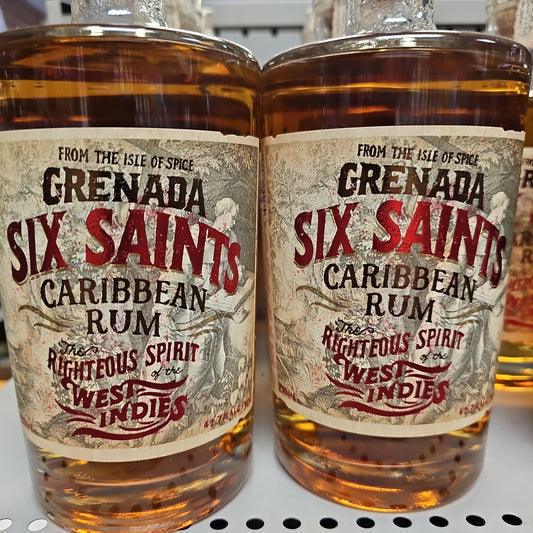 FROM THE ISLE OF SPICE
GRENADA
SIX SAINTS
CARIBBEAN
RUM
The
RIGHTEOUS SPIRIT
of the
WEST
INDIES
FROM THE ISLE OF SPICE
GRENADA
SIX SAINTS
CARIBBEAN
RUM
The
RIGHTEOUS SPIRIT
of the
WEST
INDIES